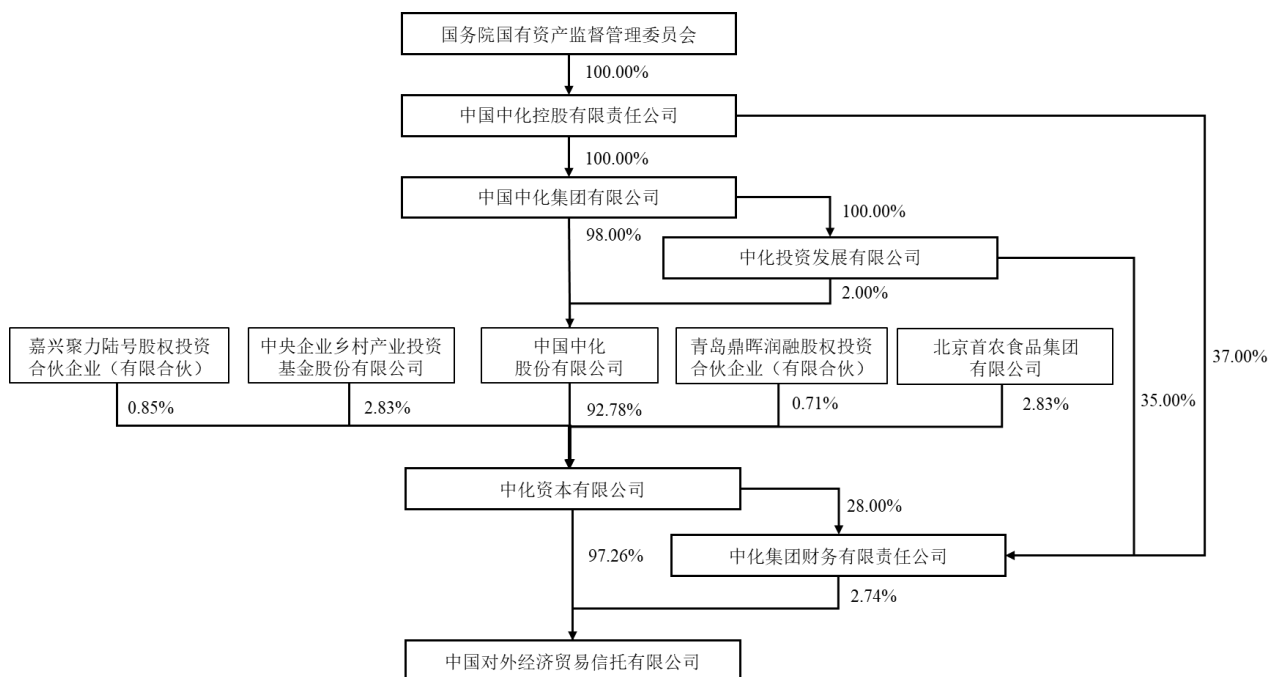 国务院国有资产监督管理委员会
100.00%
中国中化控股有限责任公司
100.00%
中国中化集团有限公司
100.00%
98.00%
中化投资发展有限公司
2.00%
嘉兴聚力陆号股权投资
合伙企业（有限合伙）
中央企业乡村产业投资
基金股份有限公司
中国中化
股份有限公司
青岛鼎晖润融股权投资
合伙企业（有限合伙）
北京首农食品集团
有限公司
37.00%
0.85%
2.83%
92.78%
0.71%
2.83%
35.00%
中化资本有限公司
28.00%
97.26%
中化集团财务有限责任公司
2.74%
中国对外经济贸易信托有限公司